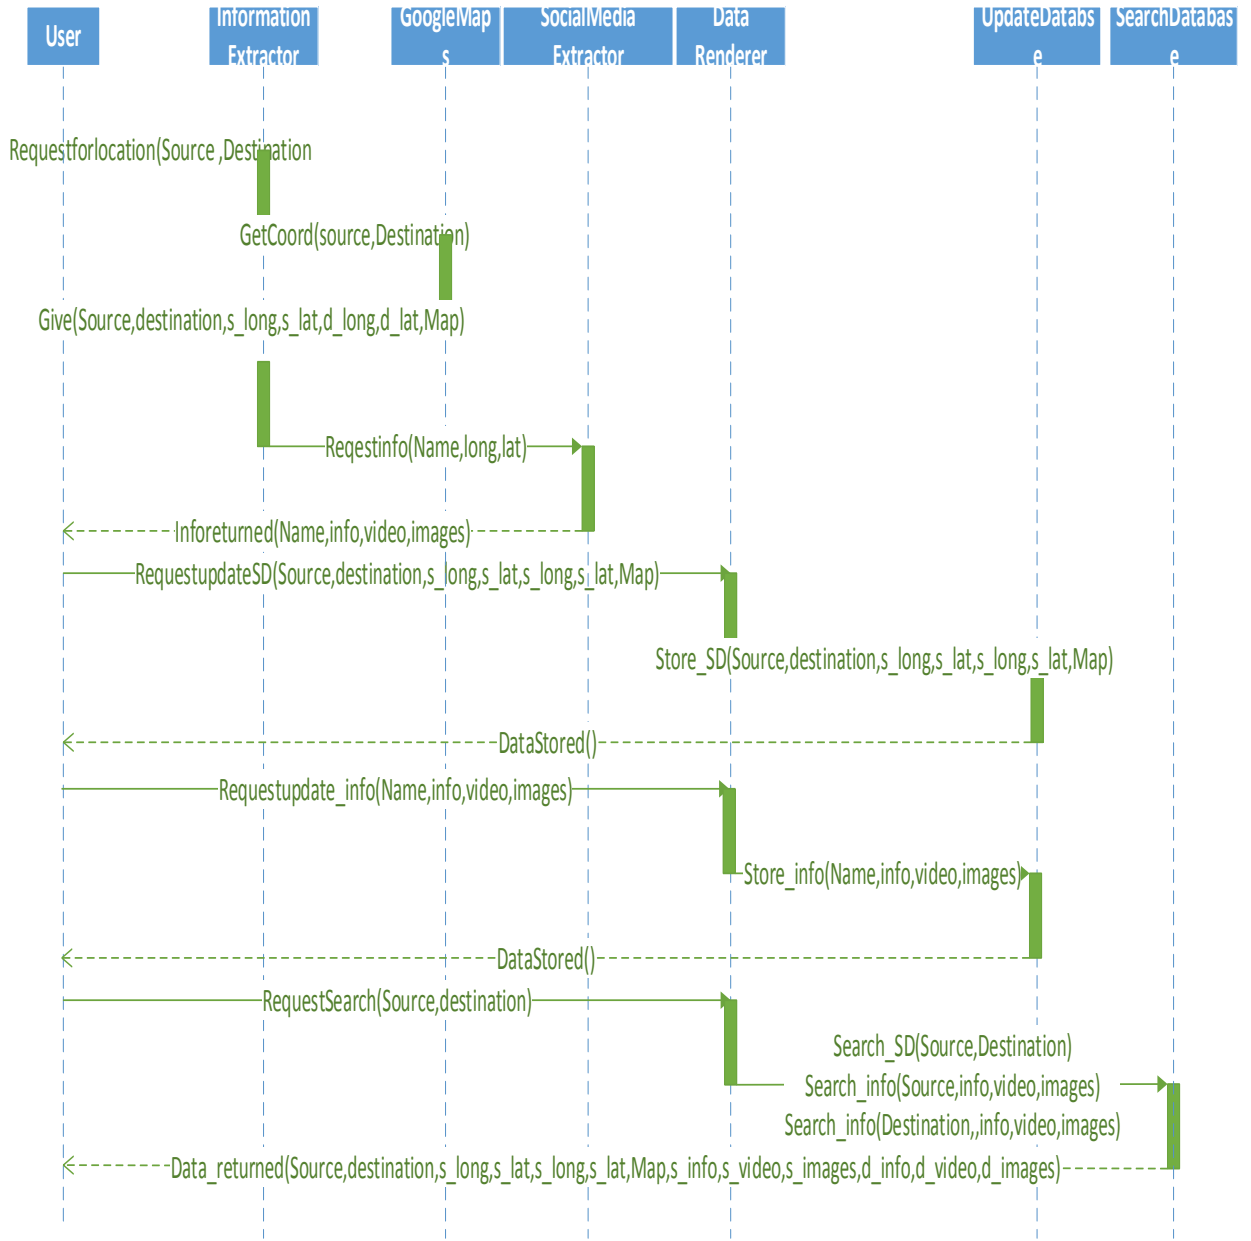 User
Information
Extractor
GoogleMap
s
SocialMedia
Extractor
Data
Renderer
UpdateDatabs
e
SearchDatabas
e
Requestforlocation(Source ,Destination
GetCoord(source,Destination)
Give(Source,destination,s_long,s_lat,d_long,d_lat,Map)
Reqestinfo(Name,long,lat)
Inforeturned(Name,info,video,images)
RequestupdateSD(Source,destination,s_long,s_lat,s_long,s_lat,Map)
Store_SD(Source,destination,s_long,s_lat,s_long,s_lat,Map)
DataStored()
Requestupdate_info(Name,info,video,images)
Store_info(Name,info,video,images)
DataStored()
RequestSearch(Source,destination)
Search_SD(Source,Destination)
Search_info(Source,info,video,images)
Search_info(Destination,,info,video,images)
Data_returned(Source,destination,s_long,s_lat,s_long,s_lat,Map,s_info,s_video,s_images,d_info,d_video,d_images)